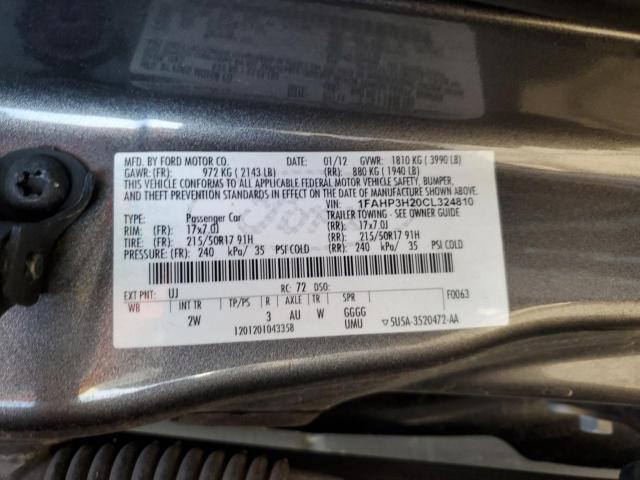 MFD. BY FORD MOTOR CO. DATE: 01/12 GVWR: 1810 KG ( 3990 LB)
GAWR: (FR): 972 KG ( 2143 LB) (RR): 880 KG ( 1940 LB)
THIS VEHICLE CONFORMS TO ALL APPLICABLE FEDERAL MOTOR VEHICLE SAFETY, BUMPER,
AND THEFT PREVENTION STANDARDS IN EFFECT ON THE
DATE OF MANUFACTURE SHOWN ABOVE. VIN: 1FAHP3H20CL324810
TYPE: Passenger Car TRAILER TOWING - SEE OWNER GUIDE
RIM: (FR): 17x7.0J (RR): 17x7.0J
TIRE: (FR): 215/50R17 91H (RR): 215/50R17 91H
PRESSURE: (FR): 240 kPa/ 35 PSI COLD (RR): 240 kPa/ 35 PSI COLD
RC: 72 DSO:
EXT PNT: UJ F0063
WB INT TR TP/PS R AXLE TR SPR
2W 3 AU W GGGG
1201201043358 UMU ▽5U5A-3520472-AA